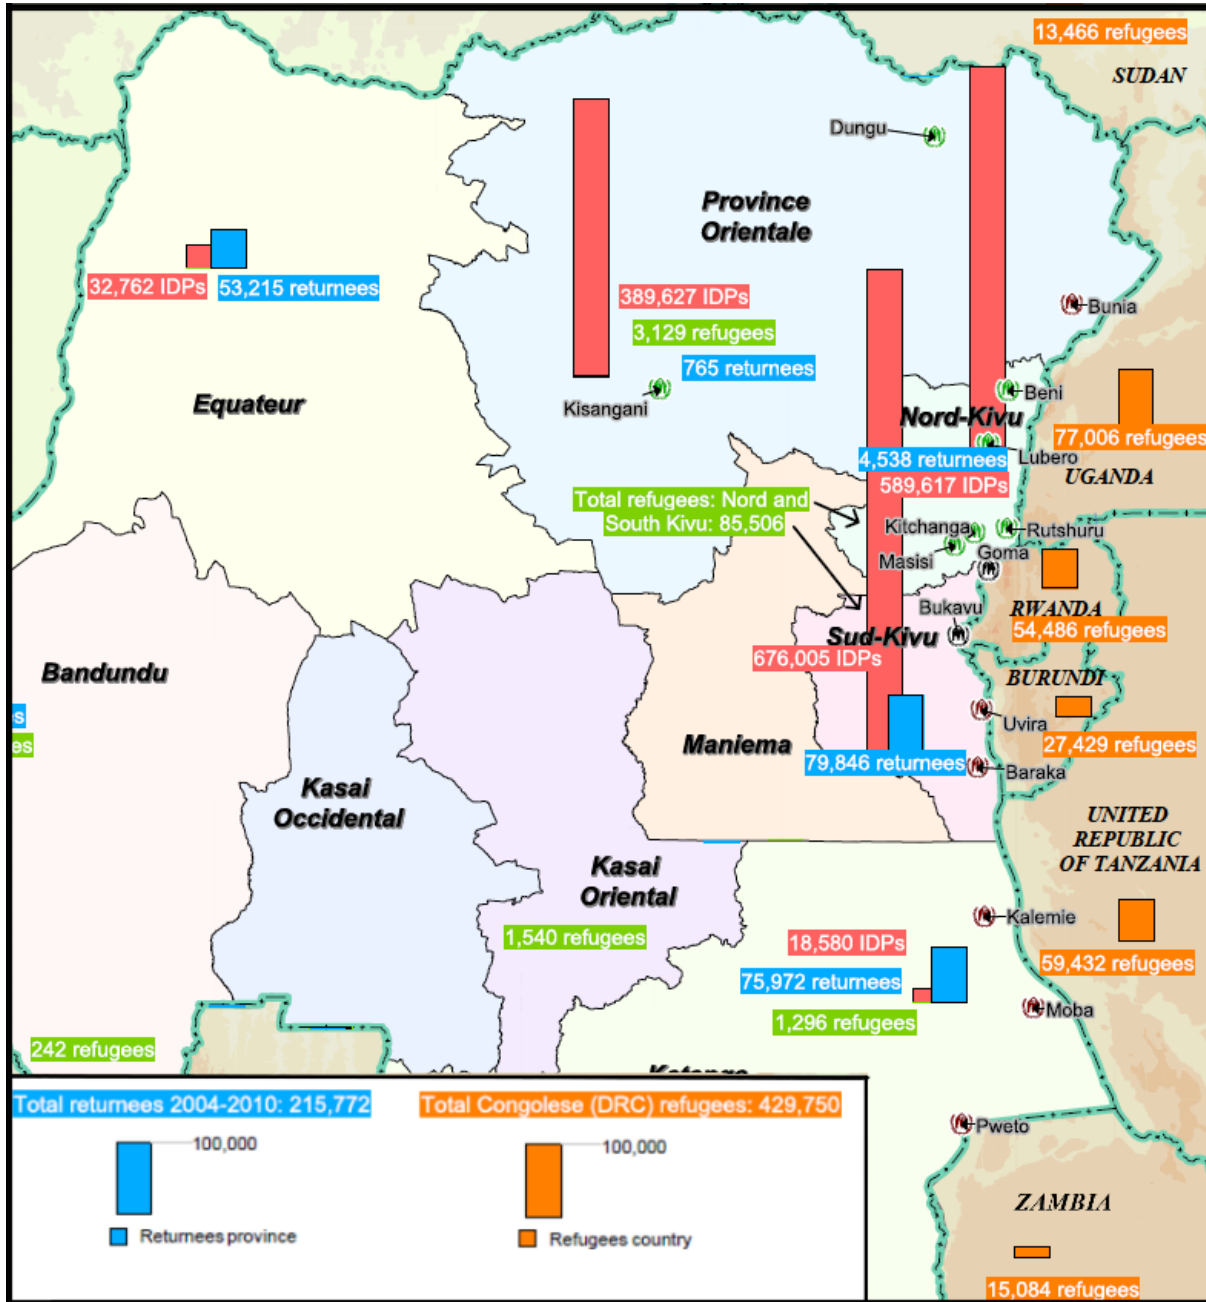 13,466 refugees
SUDAN
Dungu
Province
Orientale
32,762 IDPs
53,215 returnees
389,627 IDPs
3,129 refugees
765 returnees
Bunia
Kisangani
Equateur
Beni
Nord-Kivu
77,006 refugees
4,538 returnees
Lubero
589,617 IDPs
UGANDA
Total refugees: Nord and
South Kivu: 85,506
Kitchanga
Rutshuru
Masisi
Goma
Bukavu
RWANDA
54,486 refugees
Sud-Kivu
676,005 IDPs
BURUNDI
Bandundu
Uvira
27,429 refugees
Maniema
79,846 returnees
Baraka
es
es
Kasai
Occidental
UNITED
REPUBLIC
OF TANZANIA
Kasai
Oriental
1,540 refugees
Kalemie
18,580 IDPs
75,972 returnees
1,296 refugees
59,432 refugees
Moba
242 refugees
Katanga
Total returnees 2004-2010: 215,772
Total Congolese (DRC) refugees: 429,750
100,000
100,000
Returnees province
Refugees country
Pweto
ZAMBIA
15,084 refugees